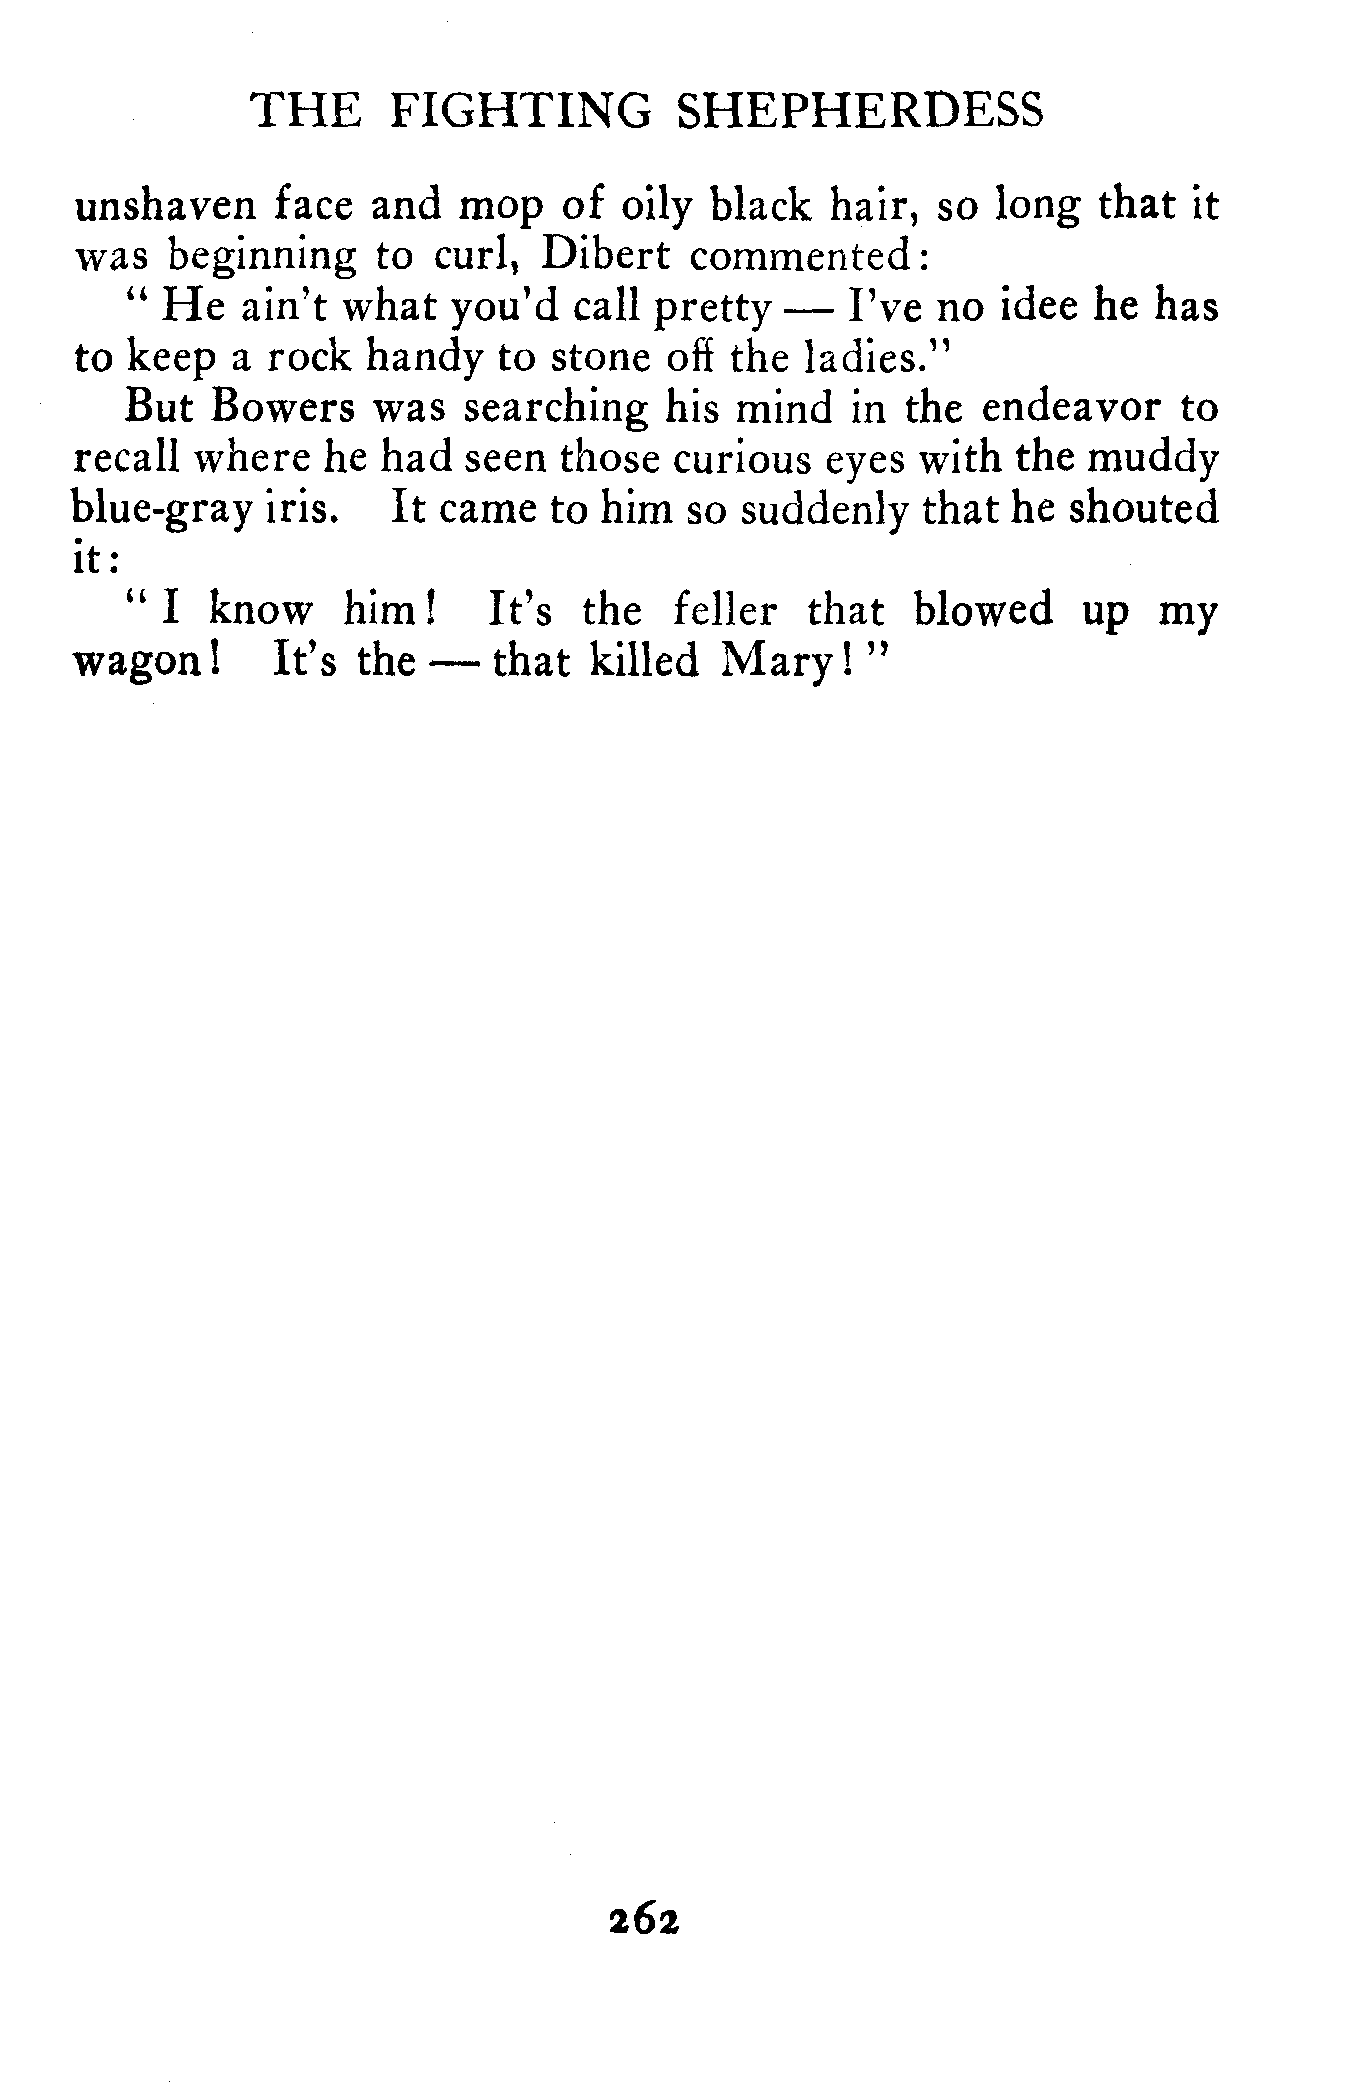 THE FIGHTING SHEPHERDESS
unshaven face and mop of oily black hair, so long that it
was beginning to curl, Dibert commented:
“ He ain't what you'd call pretty — I've no idee he has
to keep a rock handy to stone off the ladies.”
But Bowers was searching his mind in the endeavor to
recall where he had seen those curious eyes with the muddy
blue-gray iris. It came to him so suddenly that he shouted
it:
“ I know him! It's the feller that blowed up my
wagon! It's the — that killed Mary! ”
262